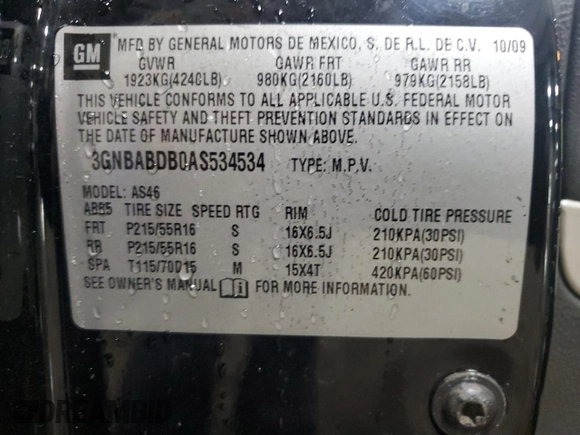 GM
MFD BY GENERAL MOTORS DE MEXICO, S. DE R.L. DE C.V. 10/09
GVWR GAWR FRT GAWR RR
1923KG(4240LB) 980KG(2160LB) 979KG(2158LB)
THIS VEHICLE CONFORMS TO ALL APPLICABLE U.S. FEDERAL MOTOR
VEHICLE SAFETY AND THEFT PREVENTION STANDARDS IN EFFECT ON
THE DATE OF MANUFACTURE SHOWN ABOVE.
3GNBABDB0AS534534 TYPE: M.P.V.
MODEL: AS46
A885 TIRE SIZE SPEED RTG RIM COLD TIRE PRESSURE
FRT P215/55R16 S 16X6.5J 210KPA(30PSI)
RR P215/55R16 S 16X6.5J 210KPA(30PSI)
SPA T115/70D15 M 15X4T 420KPA(60PSI)
SEE OWNER'S MANUAL i FOR MORE INFORMATION.
DREAMBID